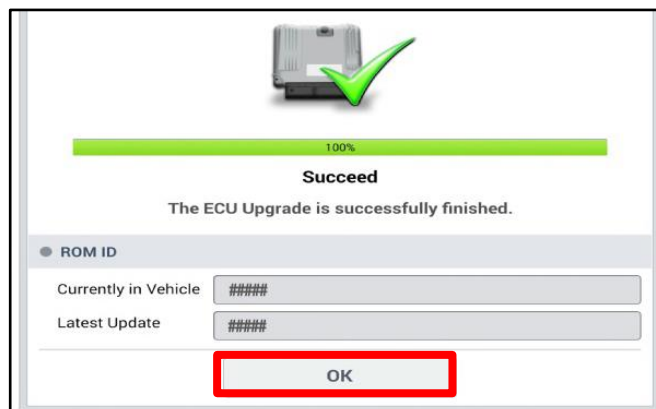 100%
Succeed
The ECU Upgrade is successfully finished.
ROM ID
Currently in Vehicle #####
Latest Update #####
OK